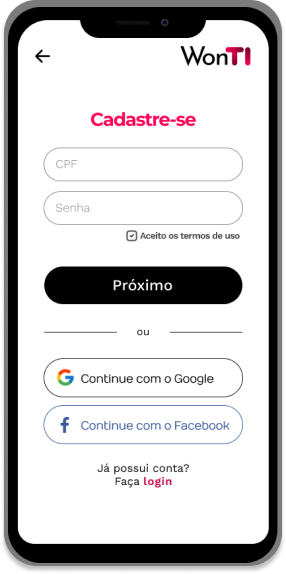 WonTI
Cadastre-se
CPF
Senha
Aceito os termos de uso
Próximo
ou
Continue com o Google
Continue com o Facebook
Já possui conta?
Faça login